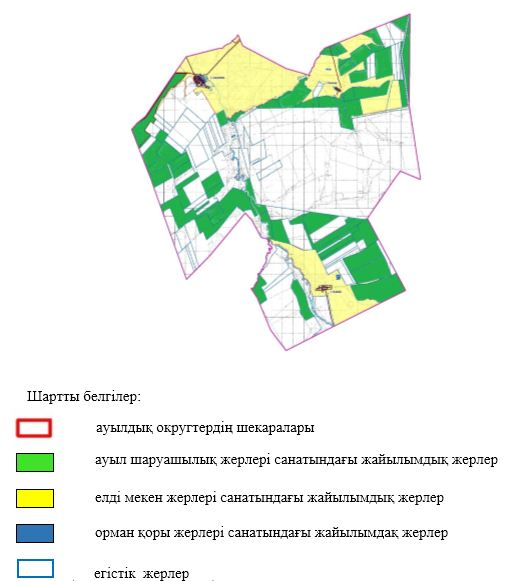 Шартты белгілер:
ауылдық округтердің шекаралары
ауыл шаруашылық жерлері санатындағы жайылымдық жерлер
елді мекен жерлері санатындағы жайылымдық жерлер
орман қоры жерлері санатындағы жайылымдақ жерлер
егістік жерлер